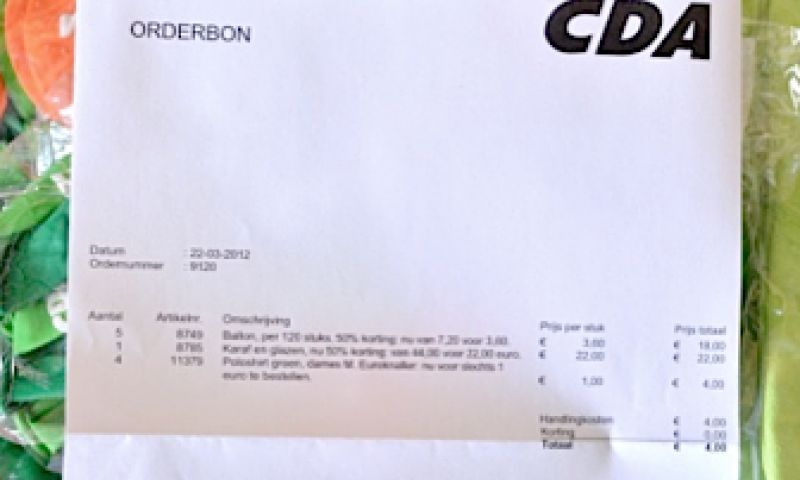 ORDERBON
CDA
Datum : 22-03-2012
Ordernummer : 9120
Aantal Artikelnr. Omschrijving Prijs per stuk Prijs totaal
5 8749 Ballon, per 120 stuks, 50% korting: nu van 7,20 voor 3,60. € 3,60 € 18,00
1 8785 Karaf en glazen, nu 50% korting: van 44,00 voor 22,00 euro. € 22,00 € 22,00
4 11379 Poloshirt groen, dames M. Euroknaller: nu voor slechts 1
euro te bestellen. € 1,00 € 4,00
Handlingkosten € 4,00
Korting € 0,00
Totaal €